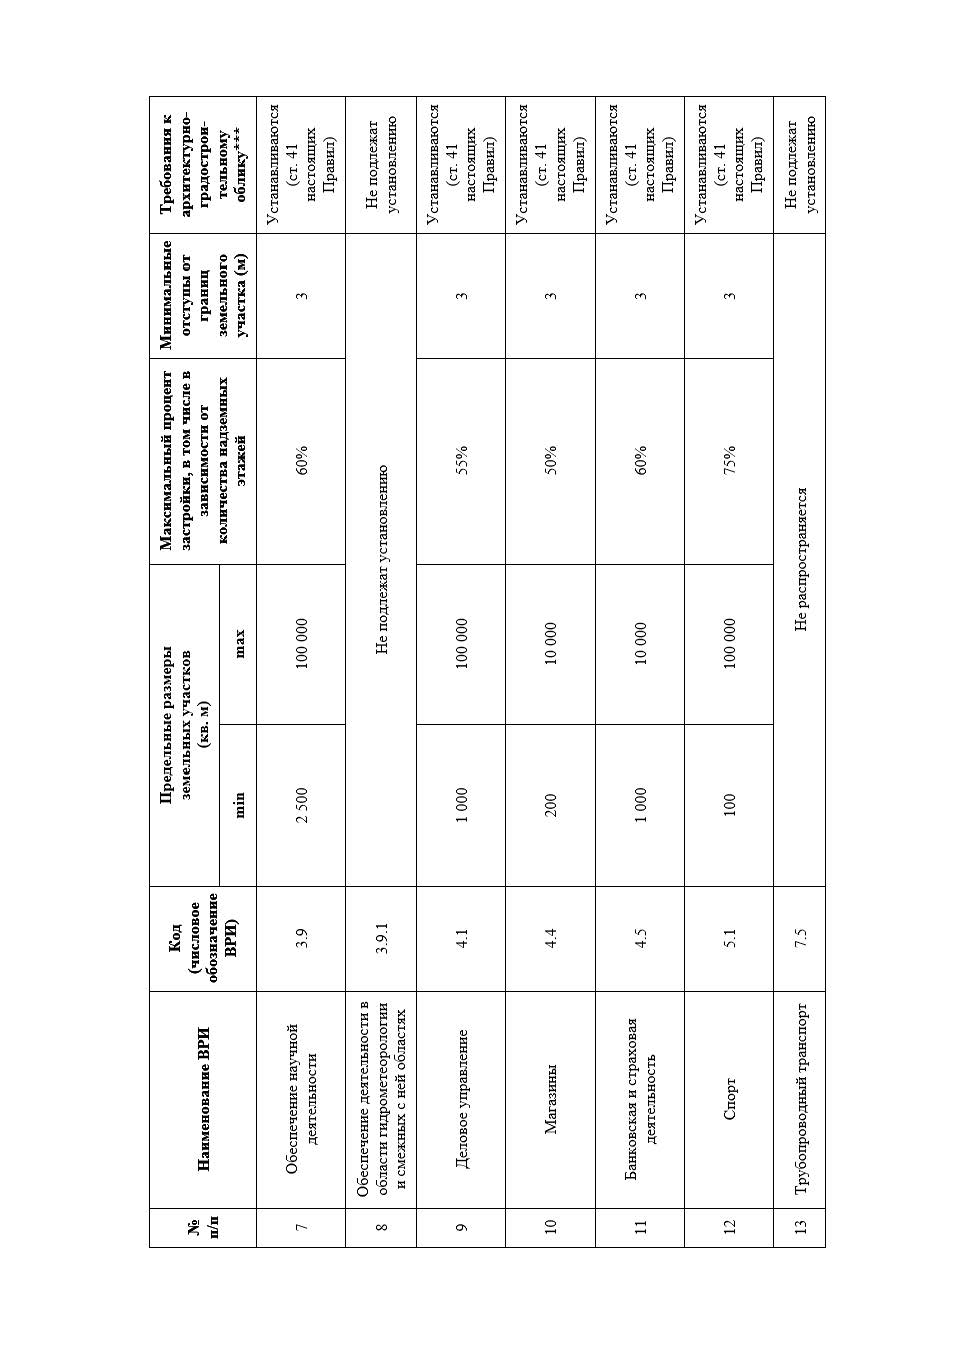 №
п/п
Наименование ВРИ
Код
(числовое
обозначение
ВРИ)
Предельные размеры
земельных участков
(кв. м)
min
max
Максимальный процент
застройки, в том числе в
зависимости от
количества надземных
этажей
Минимальные
отступы от
границ
земельного
участка (м)
Требования к
архитектурно-
градострои-
тельному
облику***
7
Обеспечение научной
деятельности
3.9
2 500
100 000
60%
3
Устанавливаются
(ст. 41
настоящих
Правил)
8
Обеспечение деятельности в
области гидрометеорологии
и смежных с ней областях
3.9.1
Не подлежат установлению
Не подлежат
установлению
9
Деловое управление
4.1
1 000
100 000
55%
3
Устанавливаются
(ст. 41
настоящих
Правил)
10
Магазины
4.4
200
10 000
50%
3
Устанавливаются
(ст. 41
настоящих
Правил)
11
Банковская и страховая
деятельность
4.5
1 000
10 000
60%
3
Устанавливаются
(ст. 41
настоящих
Правил)
12
Спорт
5.1
100
100 000
75%
3
Устанавливаются
(ст. 41
настоящих
Правил)
13
Трубопроводный транспорт
7.5
Не распространяется
Не подлежат
установлению